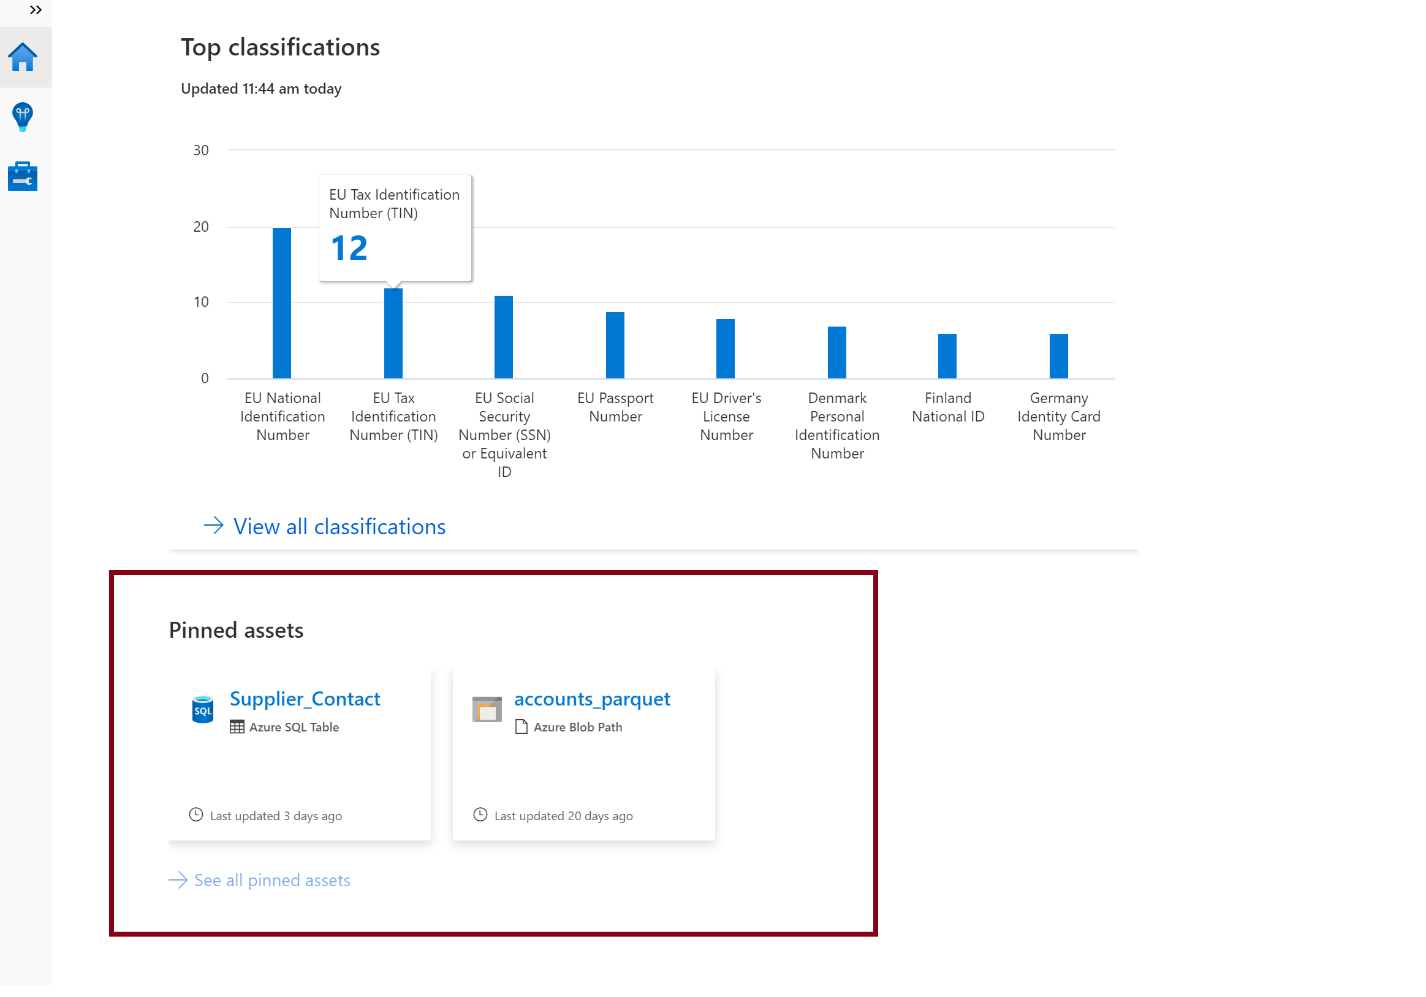 Top classifications
Updated 11:44 am today
30
20
10
0
EU Tax Identification
Number (TIN)
12
EU National
Identification
Number
EU Tax
Identification
Number (TIN)
EU Social
Security
Number (SSN)
or Equivalent
ID
EU Passport
Number
EU Driver's
License
Number
Denmark
Personal
Identification
Number
Finland
National ID
Germany
Identity Card
Number
View all classifications
Pinned assets
SQL
Supplier_Contact
Azure SQL Table
Last updated 3 days ago
accounts_parquet
Azure Blob Path
Last updated 20 days ago
See all pinned assets